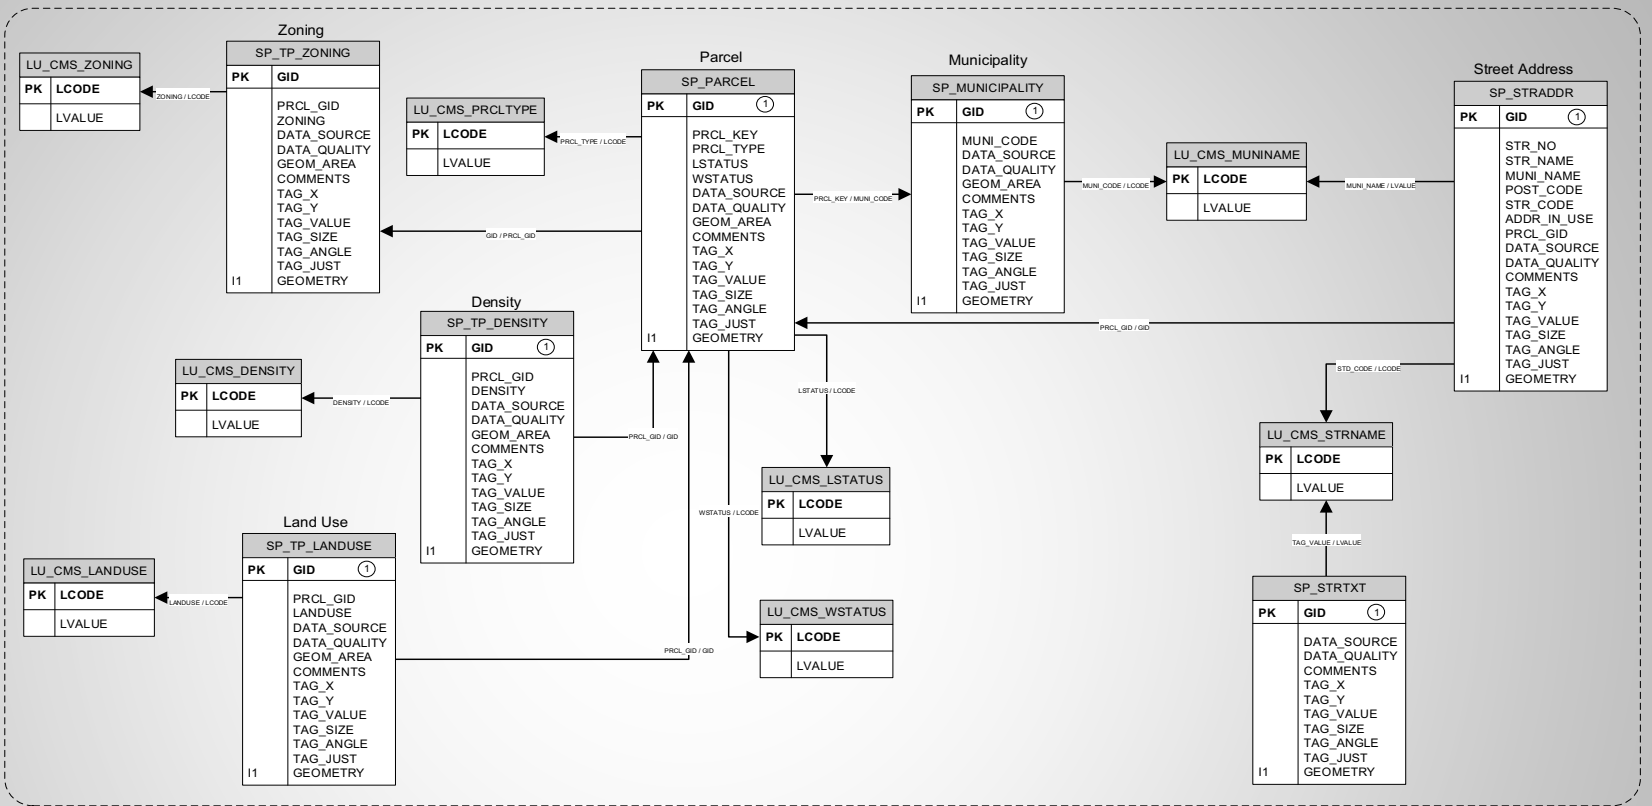 Zoning
SP_TP_ZONING
PK GID
PRCL_GID
ZONING
DATA_SOURCE
DATA_QUALITY
GEOM_AREA
COMMENTS
TAG_X
TAG_Y
TAG_VALUE
TAG_SIZE
TAG_ANGLE
TAG_JUST
I1 GEOMETRY
LU_CMS_ZONING
PK LCODE
LVALUE
ZONING / LCODE
LU_CMS_PRCLTYPE
PK LCODE
LVALUE
PRCL_TYPE / LCODE
GID / PRCL_GID
Parcel
SP_PARCEL
PK GID 1
PRCL_KEY
PRCL_TYPE
LSTATUS
WSTATUS
DATA_SOURCE
DATA_QUALITY
GEOM_AREA
COMMENTS
TAG_X
TAG_Y
TAG_VALUE
TAG_SIZE
TAG_ANGLE
TAG_JUST
I1 GEOMETRY
PRCL_KEY / MUNI_CODE
Municipality
SP_MUNICIPALITY
PK GID 1
MUNI_CODE
DATA_SOURCE
DATA_QUALITY
GEOM_AREA
COMMENTS
TAG_X
TAG_Y
TAG_VALUE
TAG_SIZE
TAG_ANGLE
TAG_JUST
I1 GEOMETRY
MUNI_CODE / LCODE
LU_CMS_MUNINAME
PK LCODE
LVALUE
MUNI_NAME / LVALUE
Street Address
SP_STRADDR
PK GID 1
STR_NO
STR_NAME
MUNI_NAME
POST_CODE
STR_CODE
ADDR_IN_USE
PRCL_GID
DATA_SOURCE
DATA_QUALITY
COMMENTS
TAG_X
TAG_Y
TAG_VALUE
TAG_SIZE
TAG_ANGLE
TAG_JUST
I1 GEOMETRY
PRCL_GID / GID
STD_CODE / LCODE
Density
SP_TP_DENSITY
PK GID 1
PRCL_GID
DENSITY
DATA_SOURCE
DATA_QUALITY
GEOM_AREA
COMMENTS
TAG_X
TAG_Y
TAG_VALUE
TAG_SIZE
TAG_ANGLE
TAG_JUST
I1 GEOMETRY
LU_CMS_DENSITY
PK LCODE
LVALUE
DENSITY / LCODE
PRCL_GID / GID
LSTATUS / LCODE
LU_CMS_LSTATUS
PK LCODE
LVALUE
WSTATUS / LCODE
LU_CMS_WSTATUS
PK LCODE
LVALUE
LU_CMS_STRNAME
PK LCODE
LVALUE
TAG_VALUE / LVALUE
SP_STRTXT
PK GID 1
DATA_SOURCE
DATA_QUALITY
COMMENTS
TAG_X
TAG_Y
TAG_VALUE
TAG_SIZE
TAG_ANGLE
TAG_JUST
I1 GEOMETRY
Land Use
SP_TP_LANDUSE
PK GID 1
PRCL_GID
LANDUSE
DATA_SOURCE
DATA_QUALITY
GEOM_AREA
COMMENTS
TAG_X
TAG_Y
TAG_VALUE
TAG_SIZE
TAG_ANGLE
TAG_JUST
I1 GEOMETRY
LU_CMS_LANDUSE
PK LCODE
LVALUE
LANDUSE / LCODE
PRCL_GID / GID